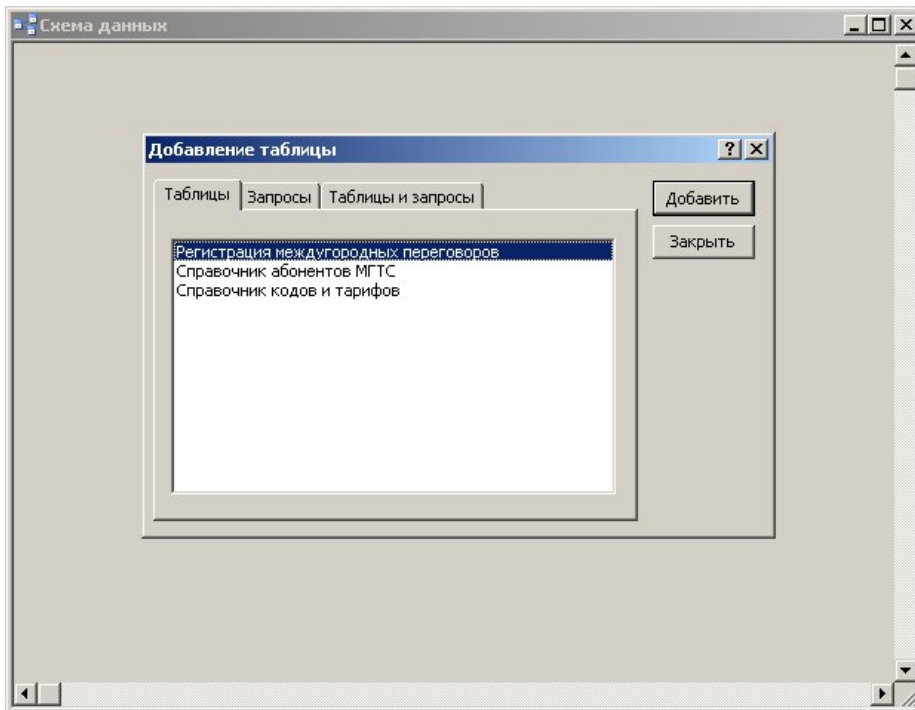 Схема данных
Добавление таблицы
Таблицы Запросы Таблицы и запросы
Добавить
Закрыть
Регистрация междугородных переговоров
Справочник абонентов МГТС
Справочник кодов и тарифов